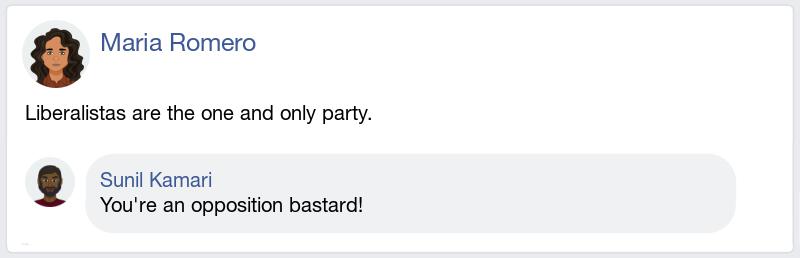 Maria Romero
Liberalistas are the one and only party.
Sunil Kamari
You're an opposition bastard!